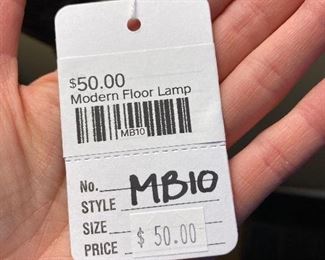 $50.00
Modern Floor Lamp
MB10
No.
STYLE MB10
SIZE
PRICE $ 50.00